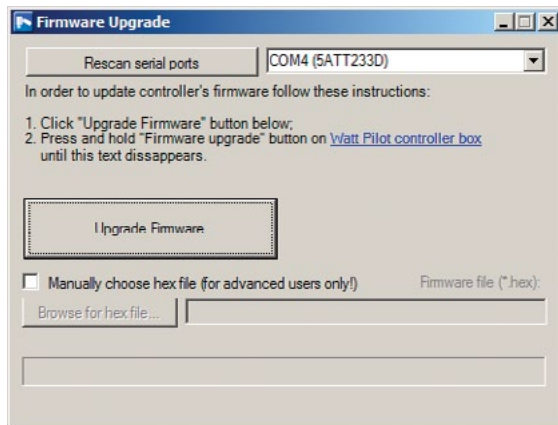 Firmware Upgrade
Rescan serial ports
COM4 (5ATT233D)
In order to update controller's firmware follow these instructions:
1. Click "Upgrade Firmware" button below;
2. Press and hold "Firmware upgrade" button on Watt Pilot controller box
until this text dissappears.
Upgrade Firmware
Manually choose hex file (for advanced users only!)
Firmware file (*.hex):
Browse for hex file...